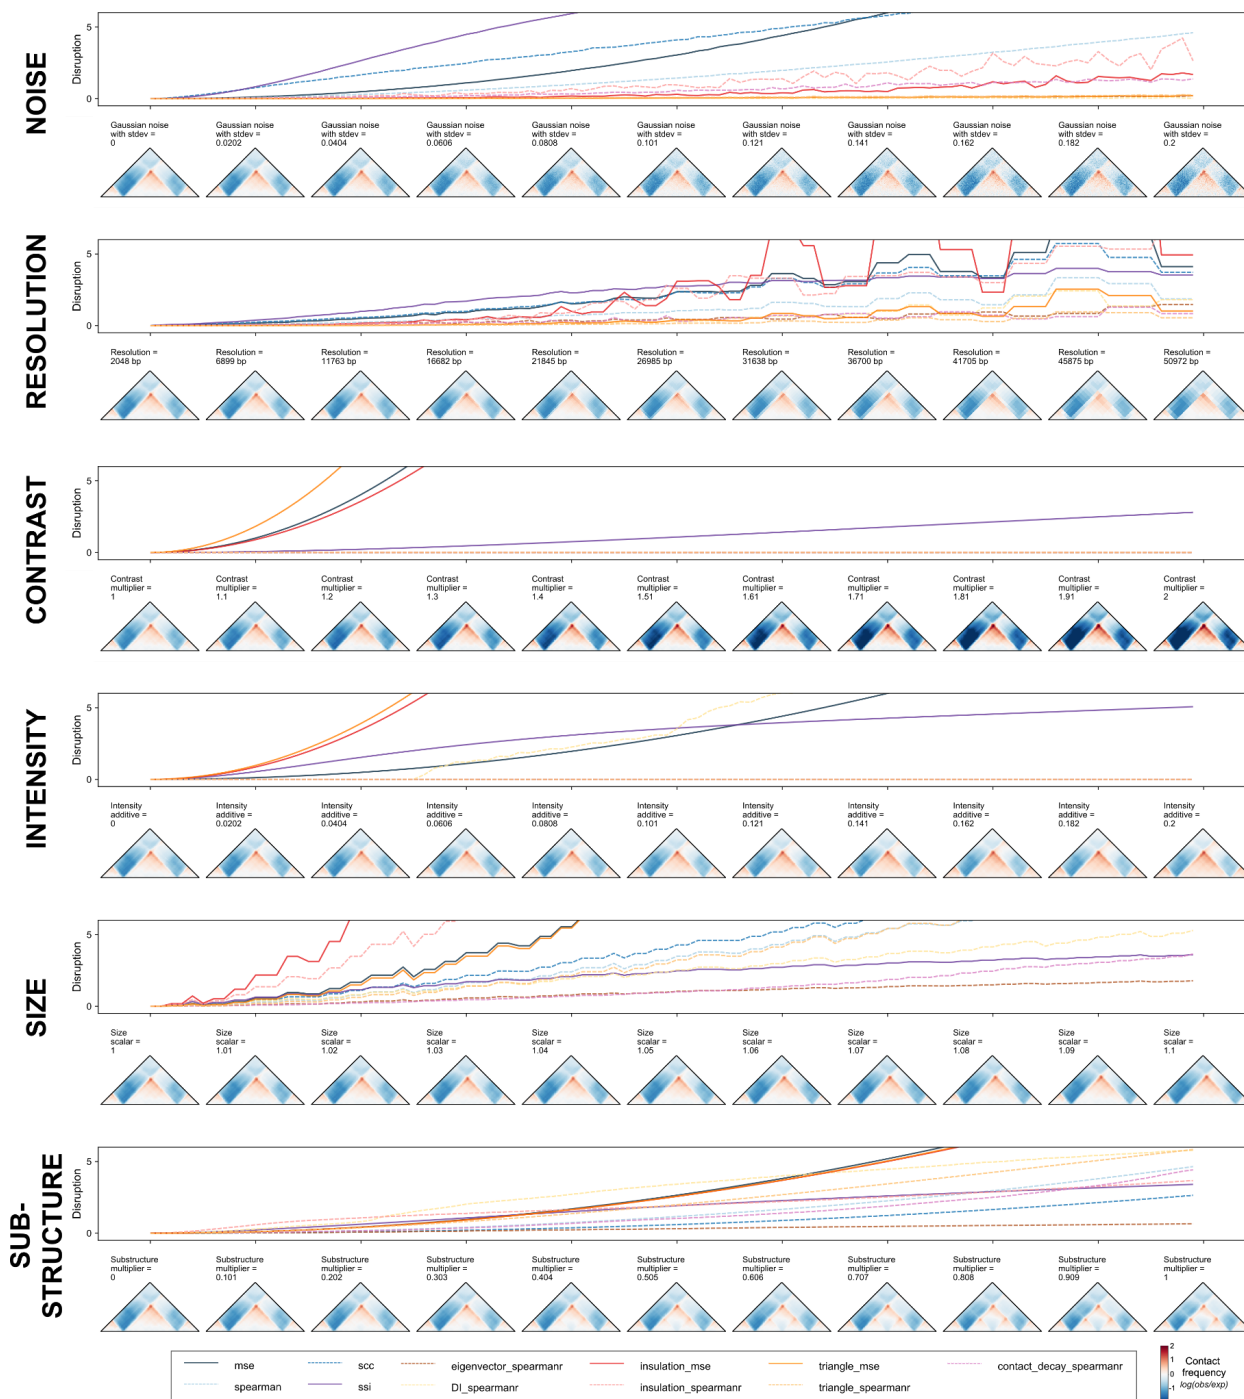 NOISE
Disruption
5
0
Gaussian noise with stdev = 0
Gaussian noise with stdev = 0.0202
Gaussian noise with stdev = 0.0404
Gaussian noise with stdev = 0.0606
Gaussian noise with stdev = 0.0808
Gaussian noise with stdev = 0.101
Gaussian noise with stdev = 0.121
Gaussian noise with stdev = 0.141
Gaussian noise with stdev = 0.162
Gaussian noise with stdev = 0.182
Gaussian noise with stdev = 0.2
RESOLUTION
Disruption
5
0
Resolution = 2048 bp
Resolution = 6899 bp
Resolution = 11763 bp
Resolution = 16682 bp
Resolution = 21845 bp
Resolution = 26985 bp
Resolution = 31638 bp
Resolution = 36700 bp
Resolution = 41705 bp
Resolution = 45875 bp
Resolution = 50972 bp
CONTRAST
Disruption
5
0
Contrast multiplier = 1
Contrast multiplier = 1.1
Contrast multiplier = 1.2
Contrast multiplier = 1.3
Contrast multiplier = 1.4
Contrast multiplier = 1.51
Contrast multiplier = 1.61
Contrast multiplier = 1.71
Contrast multiplier = 1.81
Contrast multiplier = 1.91
Contrast multiplier = 2
INTENSITY
Disruption
5
0
Intensity additive = 0
Intensity additive = 0.0202
Intensity additive = 0.0404
Intensity additive = 0.0606
Intensity additive = 0.0808
Intensity additive = 0.101
Intensity additive = 0.121
Intensity additive = 0.141
Intensity additive = 0.162
Intensity additive = 0.182
Intensity additive = 0.2
SIZE
Disruption
5
0
Size scalar = 1
Size scalar = 1.01
Size scalar = 1.02
Size scalar = 1.03
Size scalar = 1.04
Size scalar = 1.05
Size scalar = 1.06
Size scalar = 1.07
Size scalar = 1.08
Size scalar = 1.09
Size scalar = 1.1
SUB-
STRUCTURE
Disruption
5
0
Substructure multiplier = 0
Substructure multiplier = 0.101
Substructure multiplier = 0.202
Substructure multiplier = 0.303
Substructure multiplier = 0.404
Substructure multiplier = 0.505
Substructure multiplier = 0.606
Substructure multiplier = 0.707
Substructure multiplier = 0.808
Substructure multiplier = 0.909
Substructure multiplier = 1
mse scc eigenvector_spearmanr insulation_mse triangle_mse contact_decay_spearmanr
spearman ssi DI_spearmanr insulation_spearmanr triangle_spearmanr
2
1
0
-1
Contact
frequency
log(obs/exp)